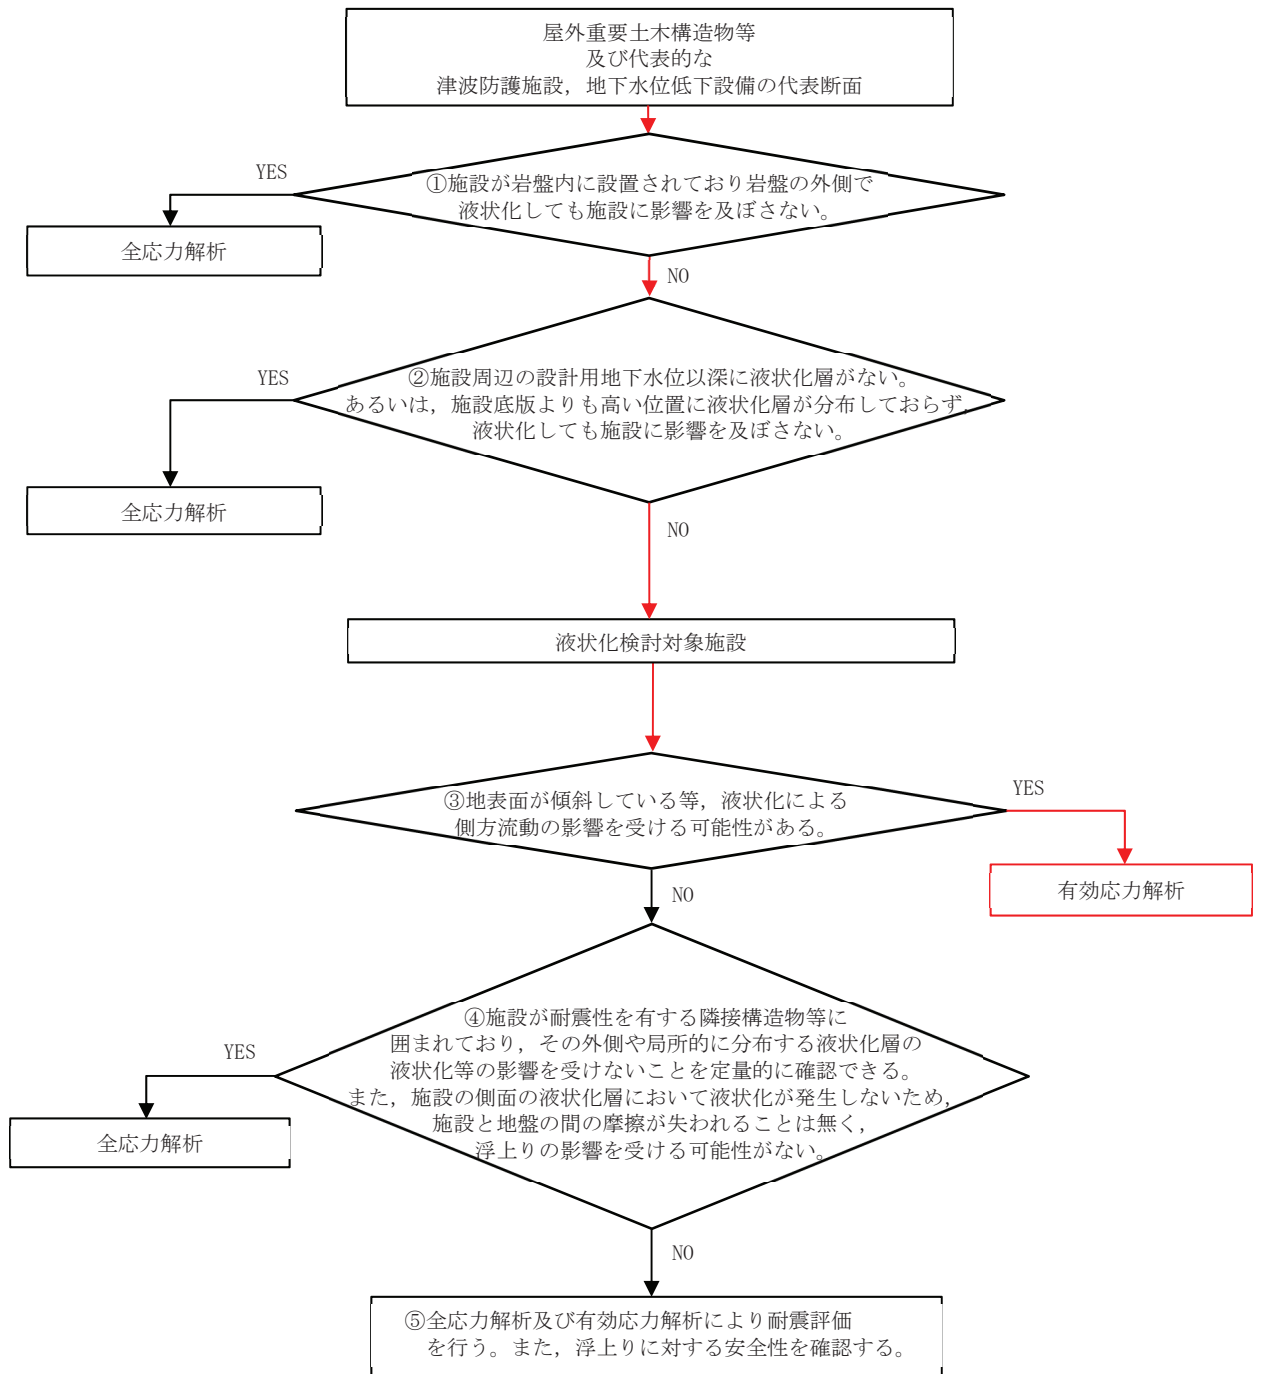 屋外重要土木構造物等
及び代表的な
津波防護施設，地下水位低下設備の代表断面
YES
①施設が岩盤内に設置されており岩盤の外側で
液状化しても施設に影響を及ぼさない。
全応力解析
NO
YES
②施設周辺の設計用地下水位以深に液状化層がない。
あるいは，施設底版よりも高い位置に液状化層が分布しておらず，
液状化しても施設に影響を及ぼさない。
全応力解析
NO
液状化検討対象施設
③地表面が傾斜している等，液状化による
側方流動の影響を受ける可能性がある。
YES
有効応力解析
NO
YES
④施設が耐震性を有する隣接構造物等に
囲まれており，その外側や局所的に分布する液状化層の
液状化等の影響を受けないことを定量的に確認できる。
また，施設の側面の液状化層において液状化が発生しないため，
施設と地盤の間の摩擦が失われることは無く，
浮上りの影響を受ける可能性がない。
全応力解析
NO
⑤全応力解析及び有効応力解析により耐震評価
を行う。また，浮上りに対する安全性を確認する。